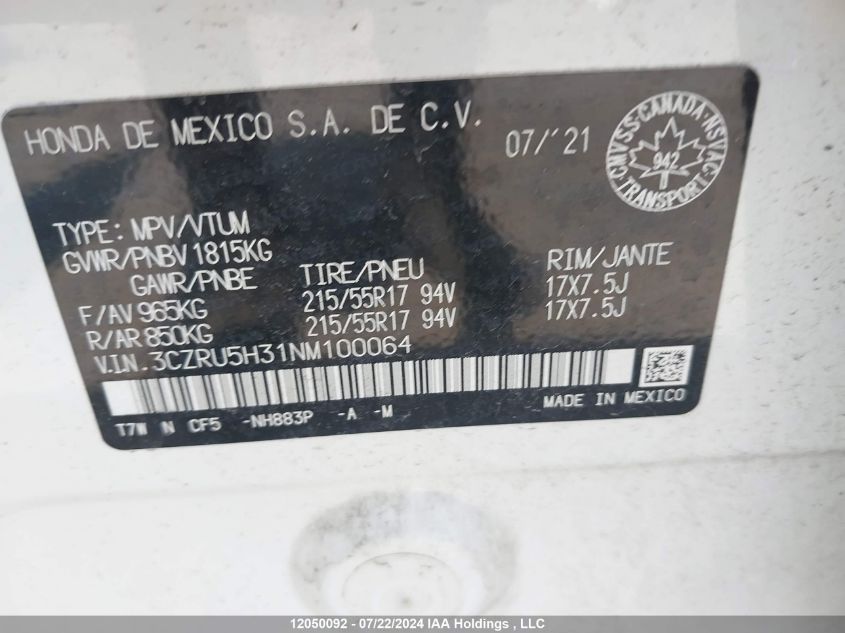 HONDA DE MEXICO S.A. DE C.V.
07/'21
CMVSS·CANADA·NSVAC·TRANSPORT·
942
TYPE: MPV/VTUM
GVWR/PNBV 1815KG
GAWR/PNBE TIRE/PNEU RIM/JANTE
F/AV 965KG 215/55R17 94V 17X7.5J
R/AR 850KG 215/55R17 94V 17X7.5J
V.I.N. 3CZRU5H31NM100064
T7W N CF5 -NH883P -A -M
MADE IN MEXICO
12050092 - 07/22/2024 IAA Holdings , LLC